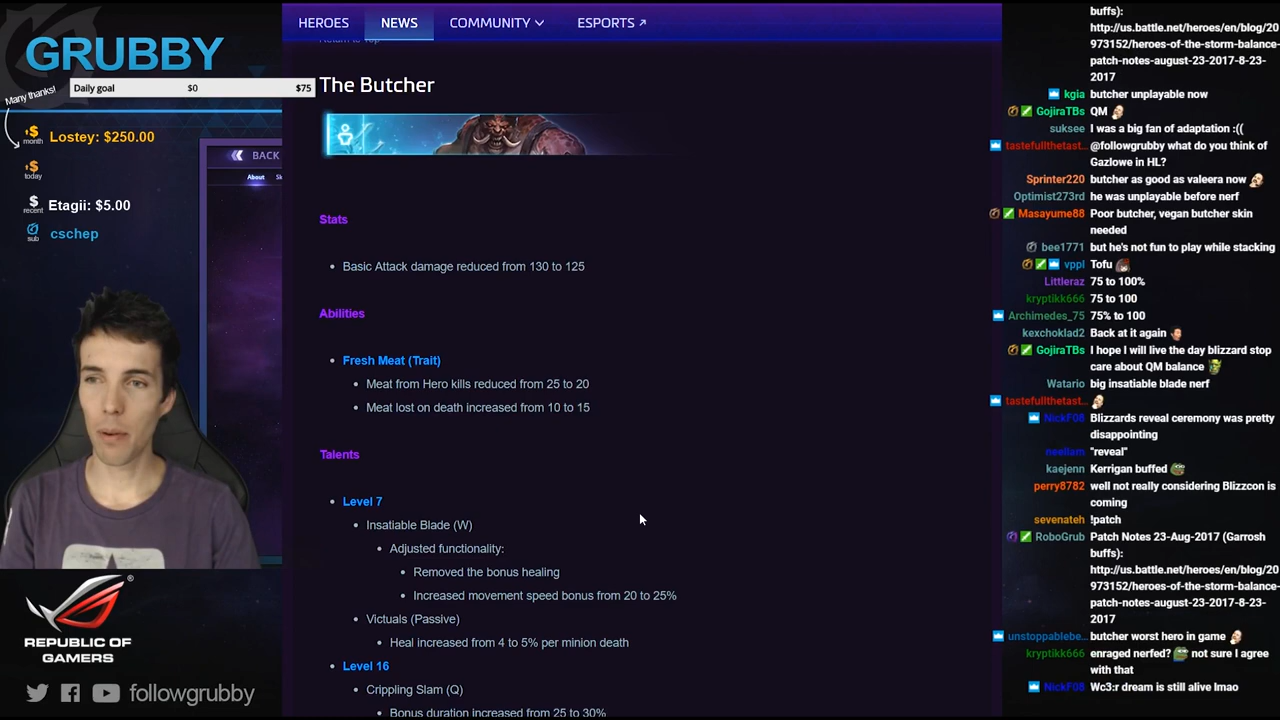 HEROES
NEWS
COMMUNITY
ESPORTS
GRUBBY
Many thanks!
Daily goal
$0
$75
month
Lostey: $250.00
today
recent
Etagii: $5.00
sub
cschep
BACK
About
The Butcher
Stats
Basic Attack damage reduced from 130 to 125
Abilities
Fresh Meat (Trait)
Meat from Hero kills reduced from 25 to 20
Meat lost on death increased from 10 to 15
Talents
Level 7
Insatiable Blade (W)
Adjusted functionality:
Removed the bonus healing
Increased movement speed bonus from 20 to 25%
Victuals (Passive)
Heal increased from 4 to 5% per minion death
Level 16
Crippling Slam (Q)
Bonus duration increased from 25 to 30%
REPUBLIC OF
GAMERS
®
followgrubby
buffs):
http://us.battle.net/heroes/en/blog/20
973152/heroes-of-the-storm-balance-
patch-notes-august-23-2017-8-23-
2017
kgia butcher unplayable now
GojiraTBs QM
suksee I was a big fan of adaptation :((
tastefullthetast... @followgrubby what do you think of
Gazlowe in HL?
Sprinter220 butcher as good as valeera now
Optimist273rd he was unplayable before nerf
Masayume88 Poor butcher, vegan butcher skin
needed
bee1771 but he's not fun to play while stacking
vppl Tofu
Littleraz 75 to 100%
kryptikk666 75 to 100
Archimedes_75 75% to 100
kexchoklad2 Back at it again
GojiraTBs I hope I will live the day blizzard stop
care about QM balance
Watario big insatiable blade nerf
tastefullthetast...
NickF08 Blizzards reveal ceremony was pretty
disappointing
"reveal"
kaejenn Kerrigan buffed
perry8782 well not really considering Blizzcon is
coming
sevenateh !patch
RoboGrub Patch Notes 23-Aug-2017 (Garrosh
buffs):
http://us.battle.net/heroes/en/blog/20
973152/heroes-of-the-storm-balance-
patch-notes-august-23-2017-8-23-
2017
unstoppablebe... butcher worst hero in game
kryptikk666 enraged nerfed? not sure I agree
with that
NickF08 Wc3:r dream is still alive lmao